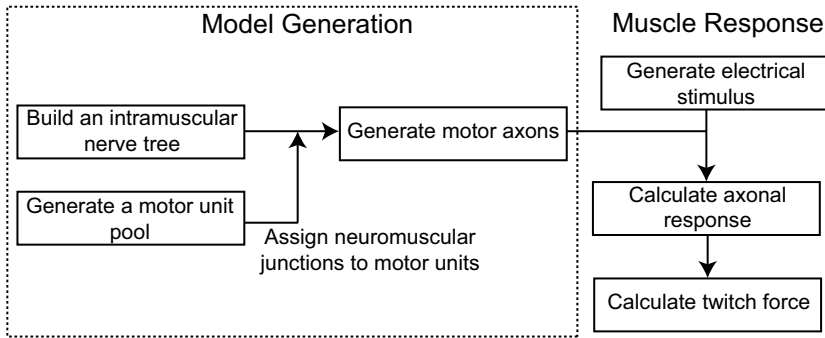 Model Generation
Build an intramuscular
nerve tree
Generate a motor unit
pool
Assign neuromuscular
junctions to motor units
Generate motor axons
Muscle Response
Generate electrical
stimulus
Calculate axonal
response
Calculate twitch force